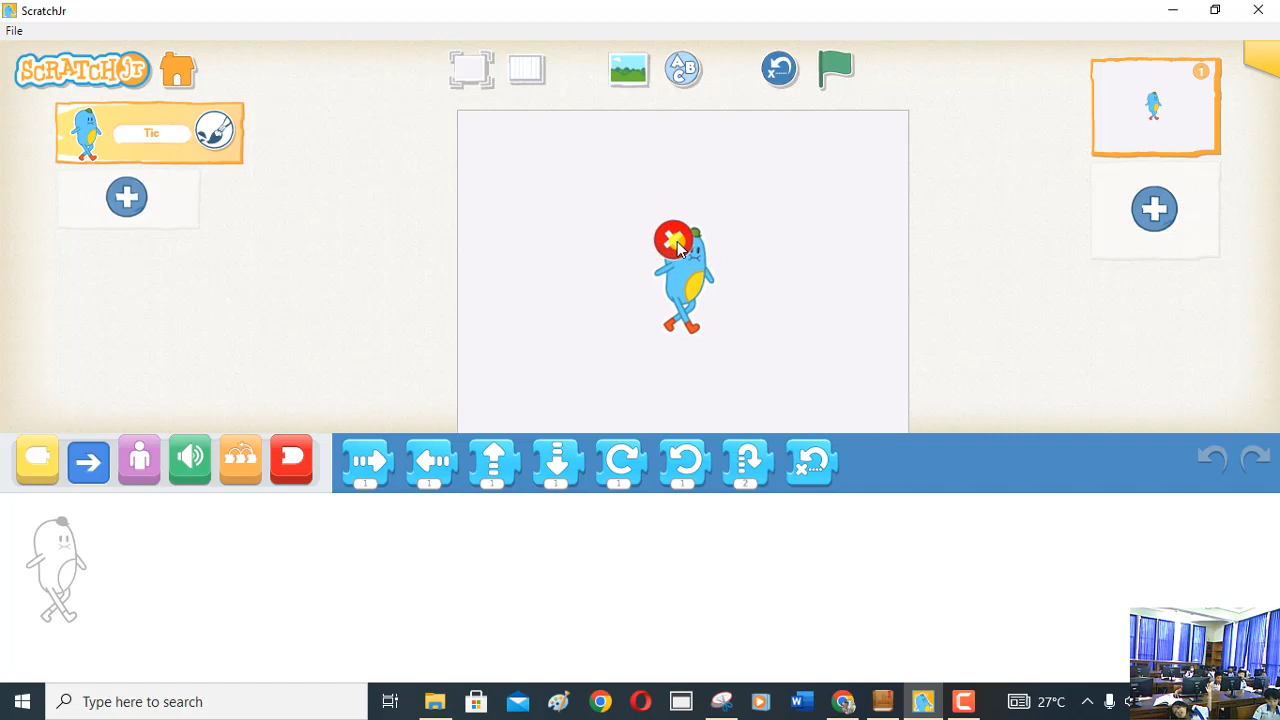 ScratchJr
File
SCRATCHJR
A B C
1
Tic
1 1 1 1 1 1 2
Type here to search
27°C